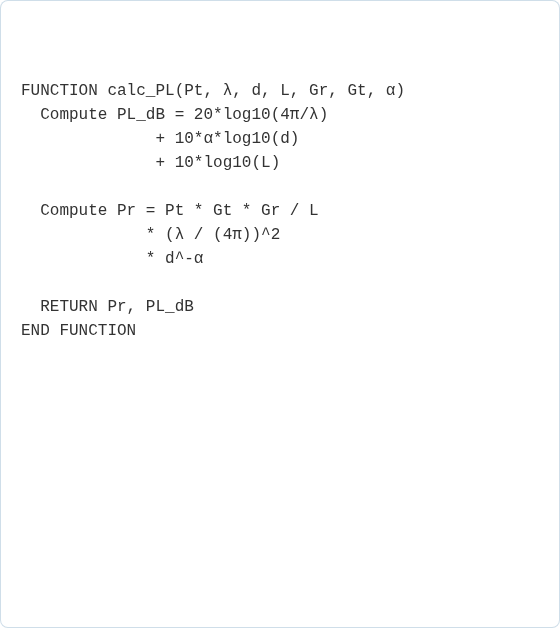 FUNCTION calc_PL(Pt, λ, d, L, Gr, Gt, α)
  Compute PL_dB = 20*log10(4π/λ)
              + 10*α*log10(d)
              + 10*log10(L)

  Compute Pr = Pt * Gt * Gr / L
             * (λ / (4π))^2
             * d^-α

  RETURN Pr, PL_dB
END FUNCTION